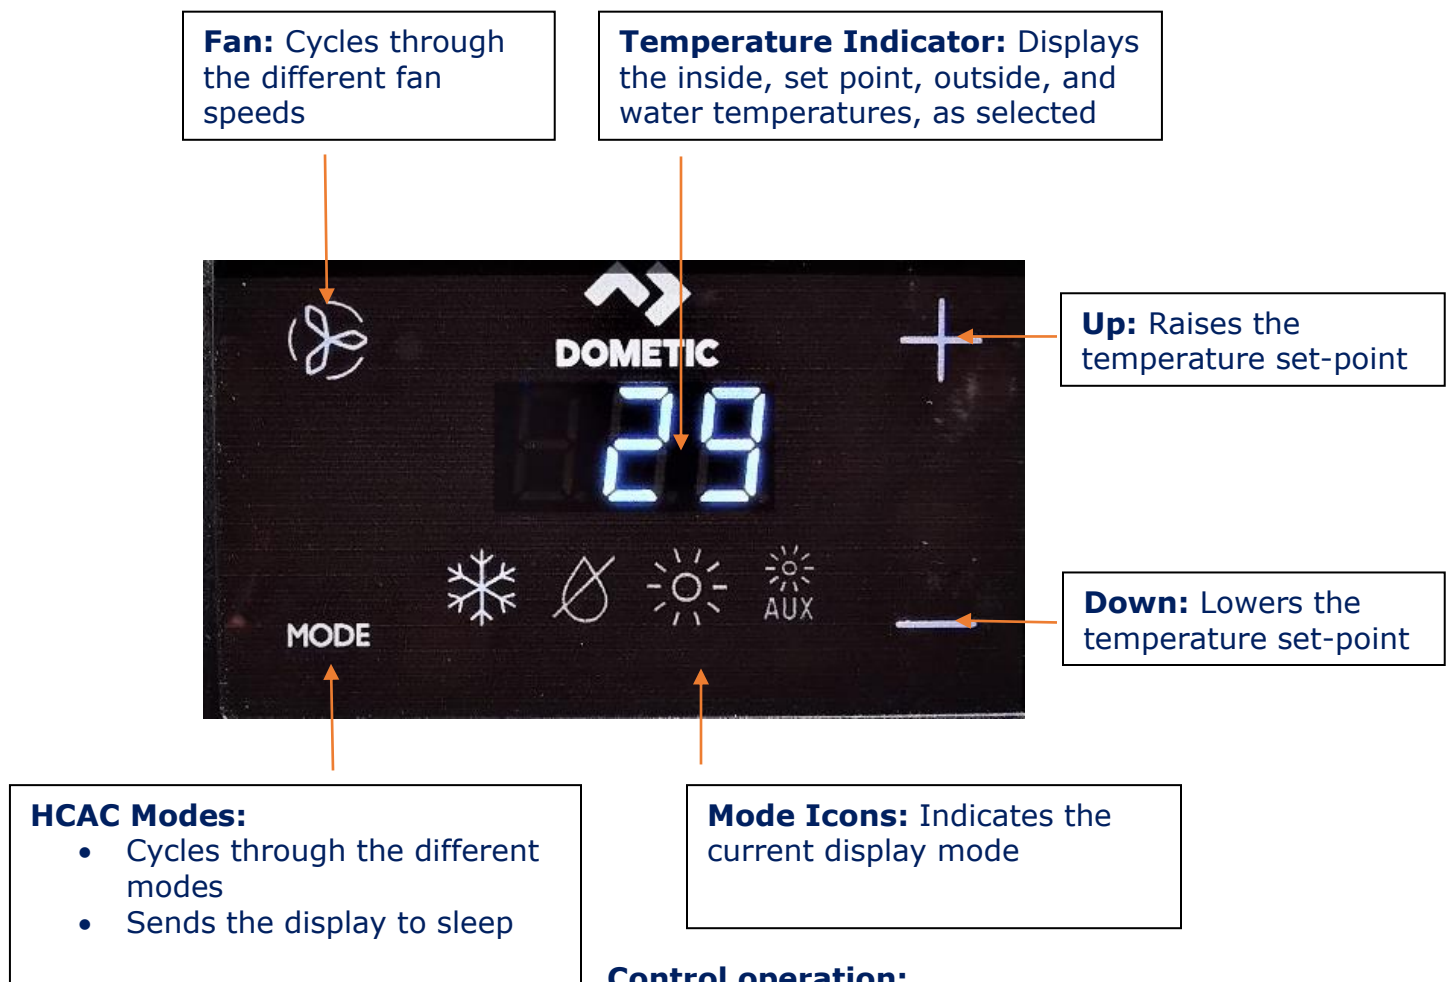 Fan: Cycles through
the different fan
speeds
Temperature Indicator: Displays
the inside, set point, outside, and
water temperatures, as selected
DOMETIC
29
Up: Raises the
temperature set-point
AUX
MODE
Down: Lowers the
temperature set-point
HCAC Modes:
• Cycles through the different
modes
• Sends the display to sleep
Mode Icons: Indicates the
current display mode
Control operation: